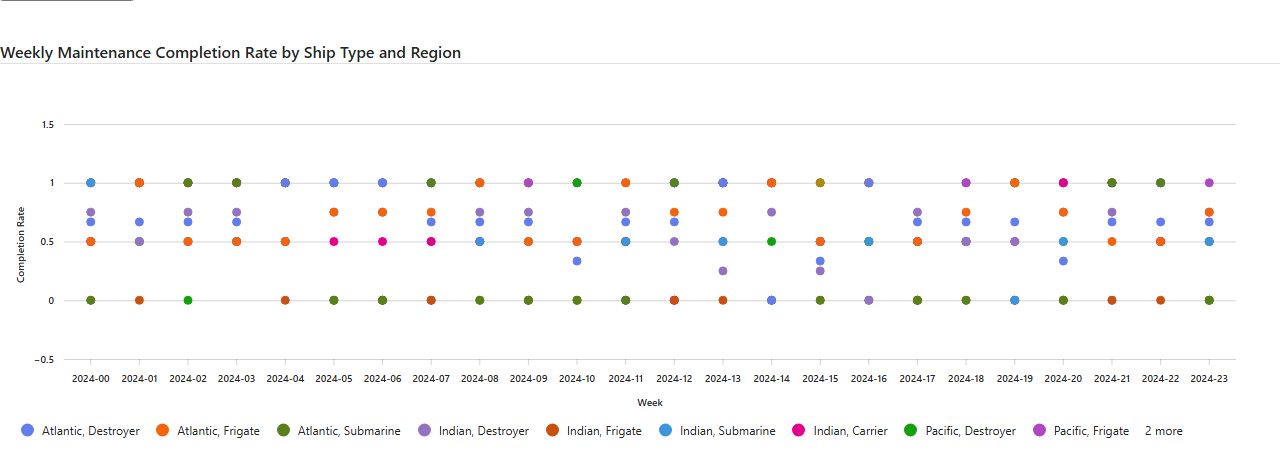 Weekly Maintenance Completion Rate by Ship Type and Region
1.5
1
0.5
0
−0.5
Completion Rate
2024-00 2024-01 2024-02 2024-03 2024-04 2024-05 2024-06 2024-07 2024-08 2024-09 2024-10 2024-11 2024-12 2024-13 2024-14 2024-15 2024-16 2024-17 2024-18 2024-19 2024-20 2024-21 2024-22 2024-23
Week
Atlantic, Destroyer Atlantic, Frigate Atlantic, Submarine Indian, Destroyer Indian, Frigate Indian, Submarine Indian, Carrier Pacific, Destroyer Pacific, Frigate 2 more